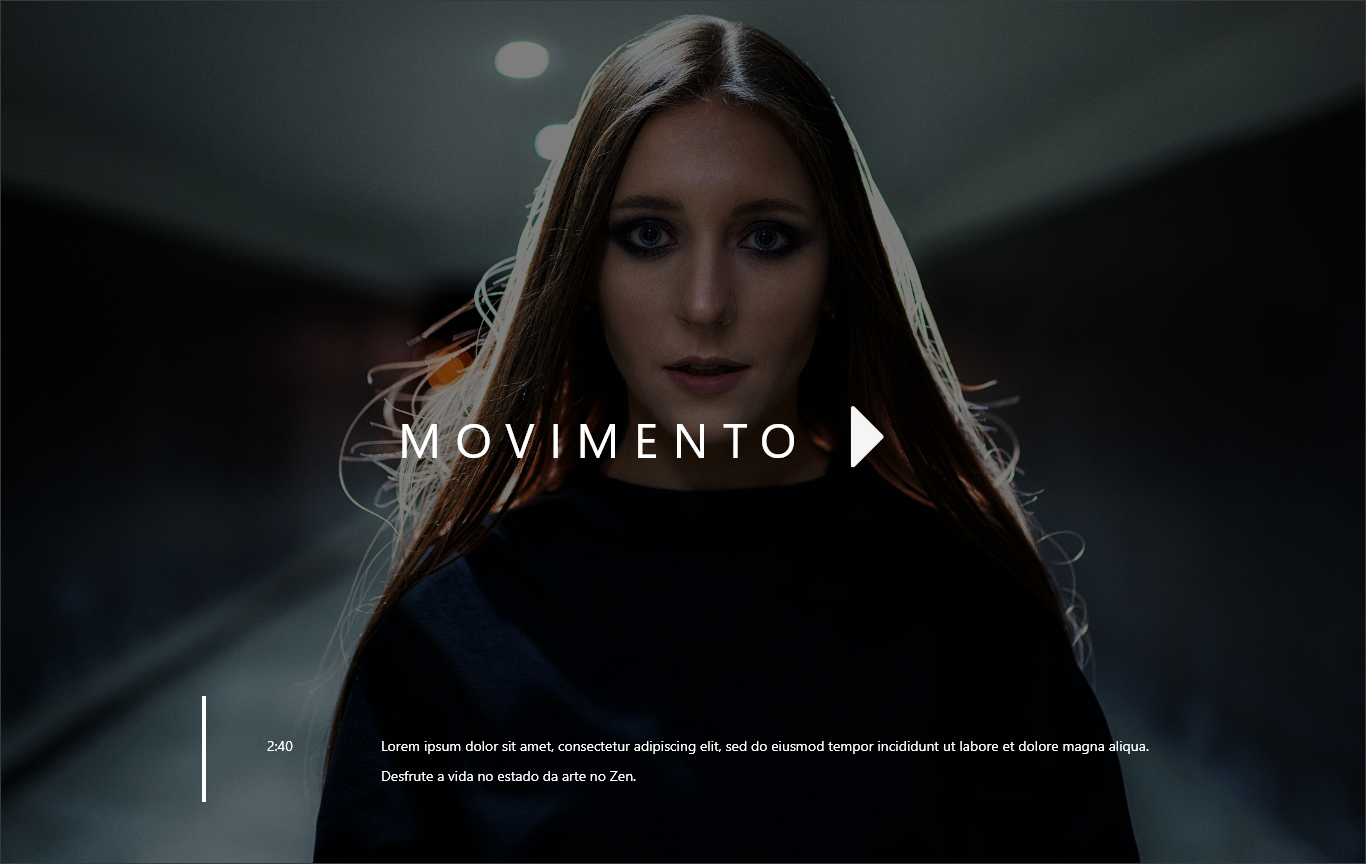 MOVIMENTO
2:40
Lorem ipsum dolor sit amet, consectetur adipiscing elit, sed do eiusmod tempor incididunt ut labore et dolore magna aliqua.
Desfrute a vida no estado da arte no Zen.